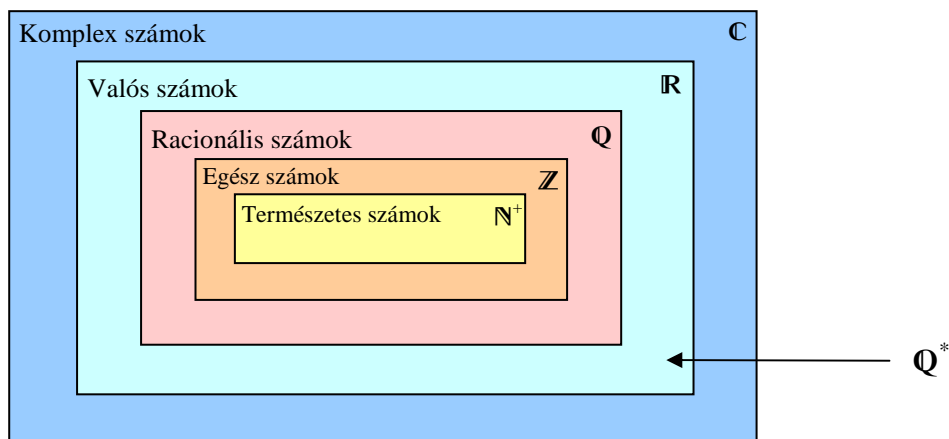 Komplex számok ℂ
Valós számok ℝ
Racionális számok ℚ
Egész számok ℤ
Természetes számok ℕ⁺
ℚ*